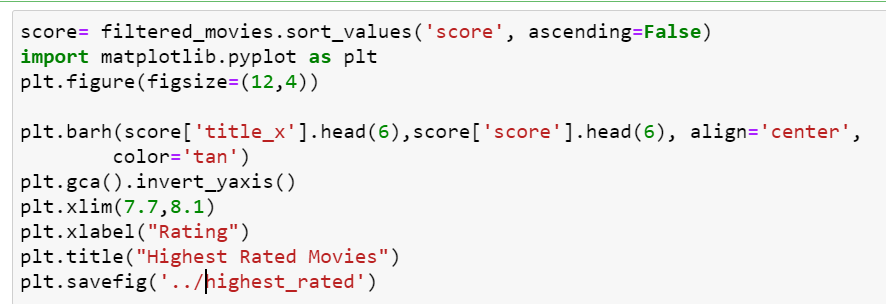 score= filtered_movies.sort_values('score', ascending=False)
import matplotlib.pyplot as plt
plt.figure(figsize=(12,4))
plt.barh(score['title_x'].head(6),score['score'].head(6), align='center',
color='tan')
plt.gca().invert_yaxis()
plt.xlim(7.7,8.1)
plt.xlabel("Rating")
plt.title("Highest Rated Movies")
plt.savefig('../highest_rated')